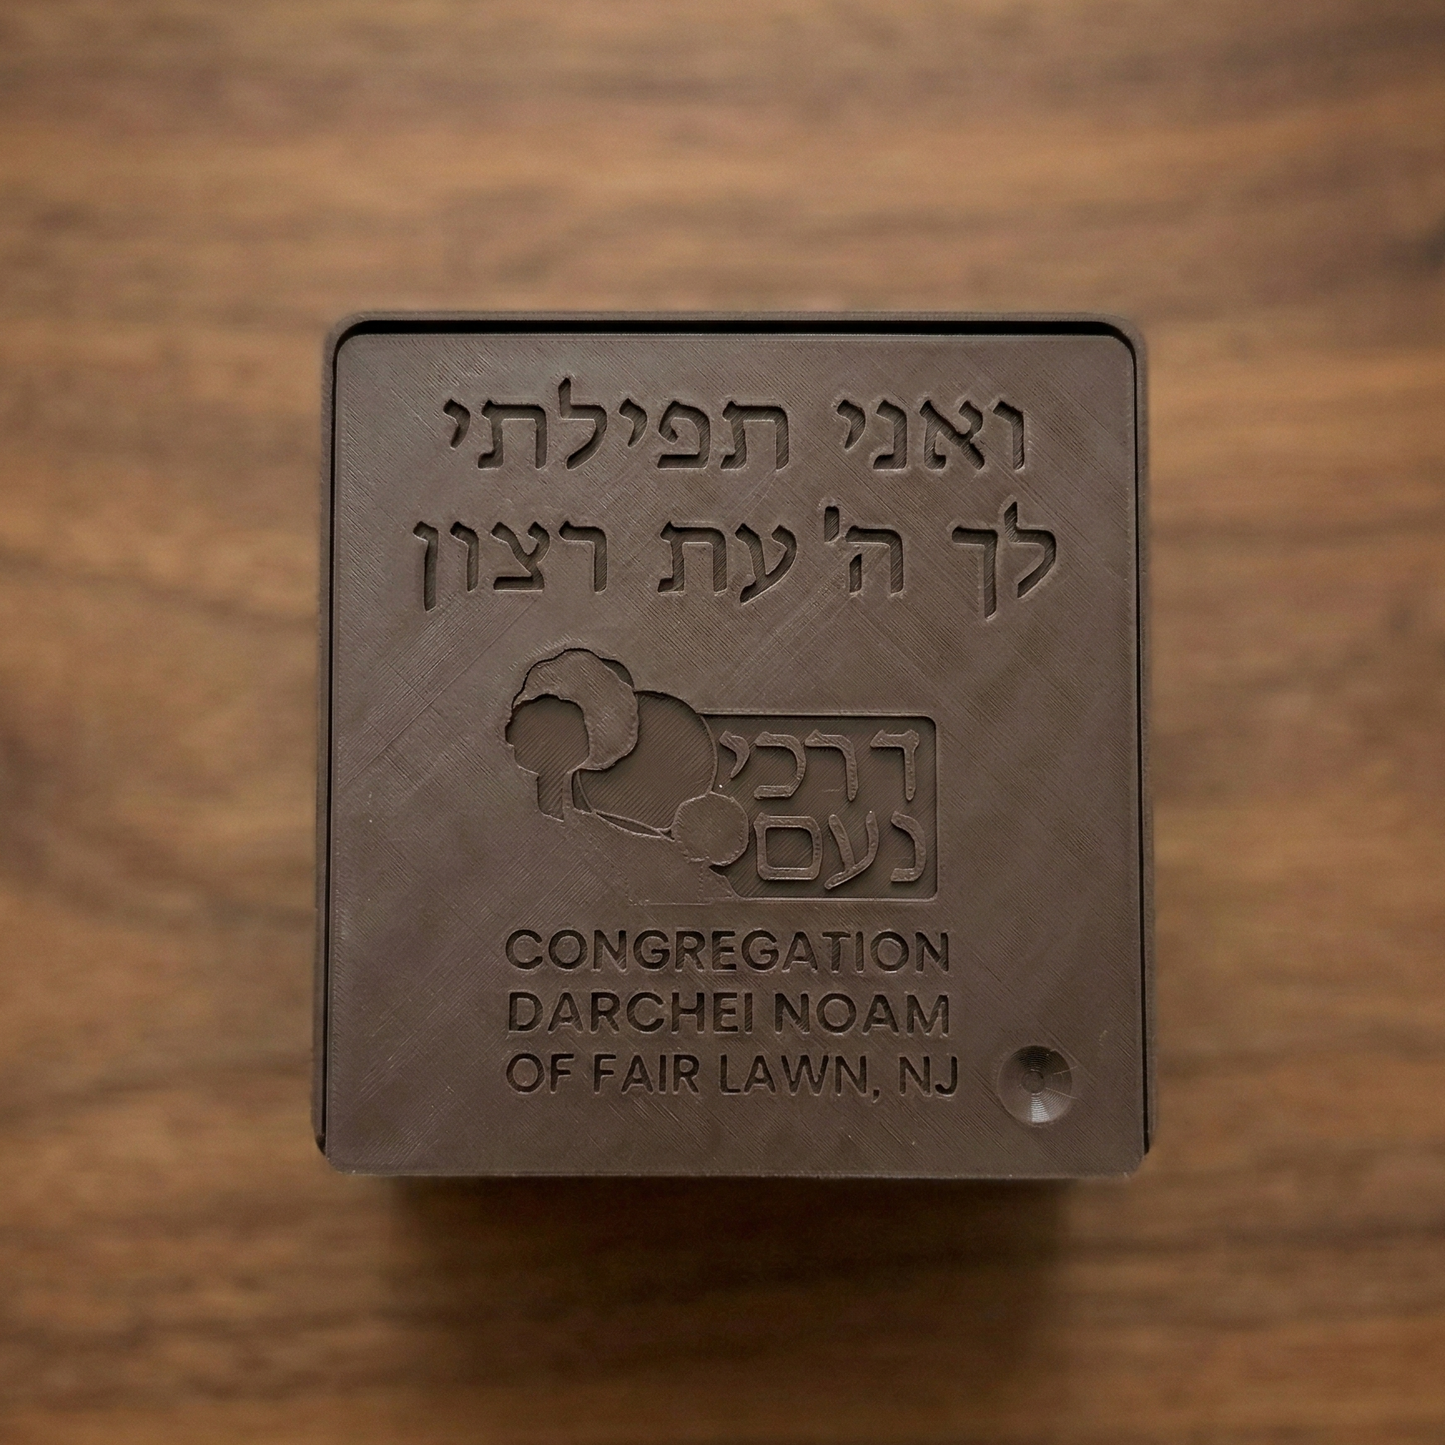 ואני תפילתי
לך ה' עת רצון
דרכי
נעם
CONGREGATION
DARCHEI NOAM
OF FAIR LAWN, NJ